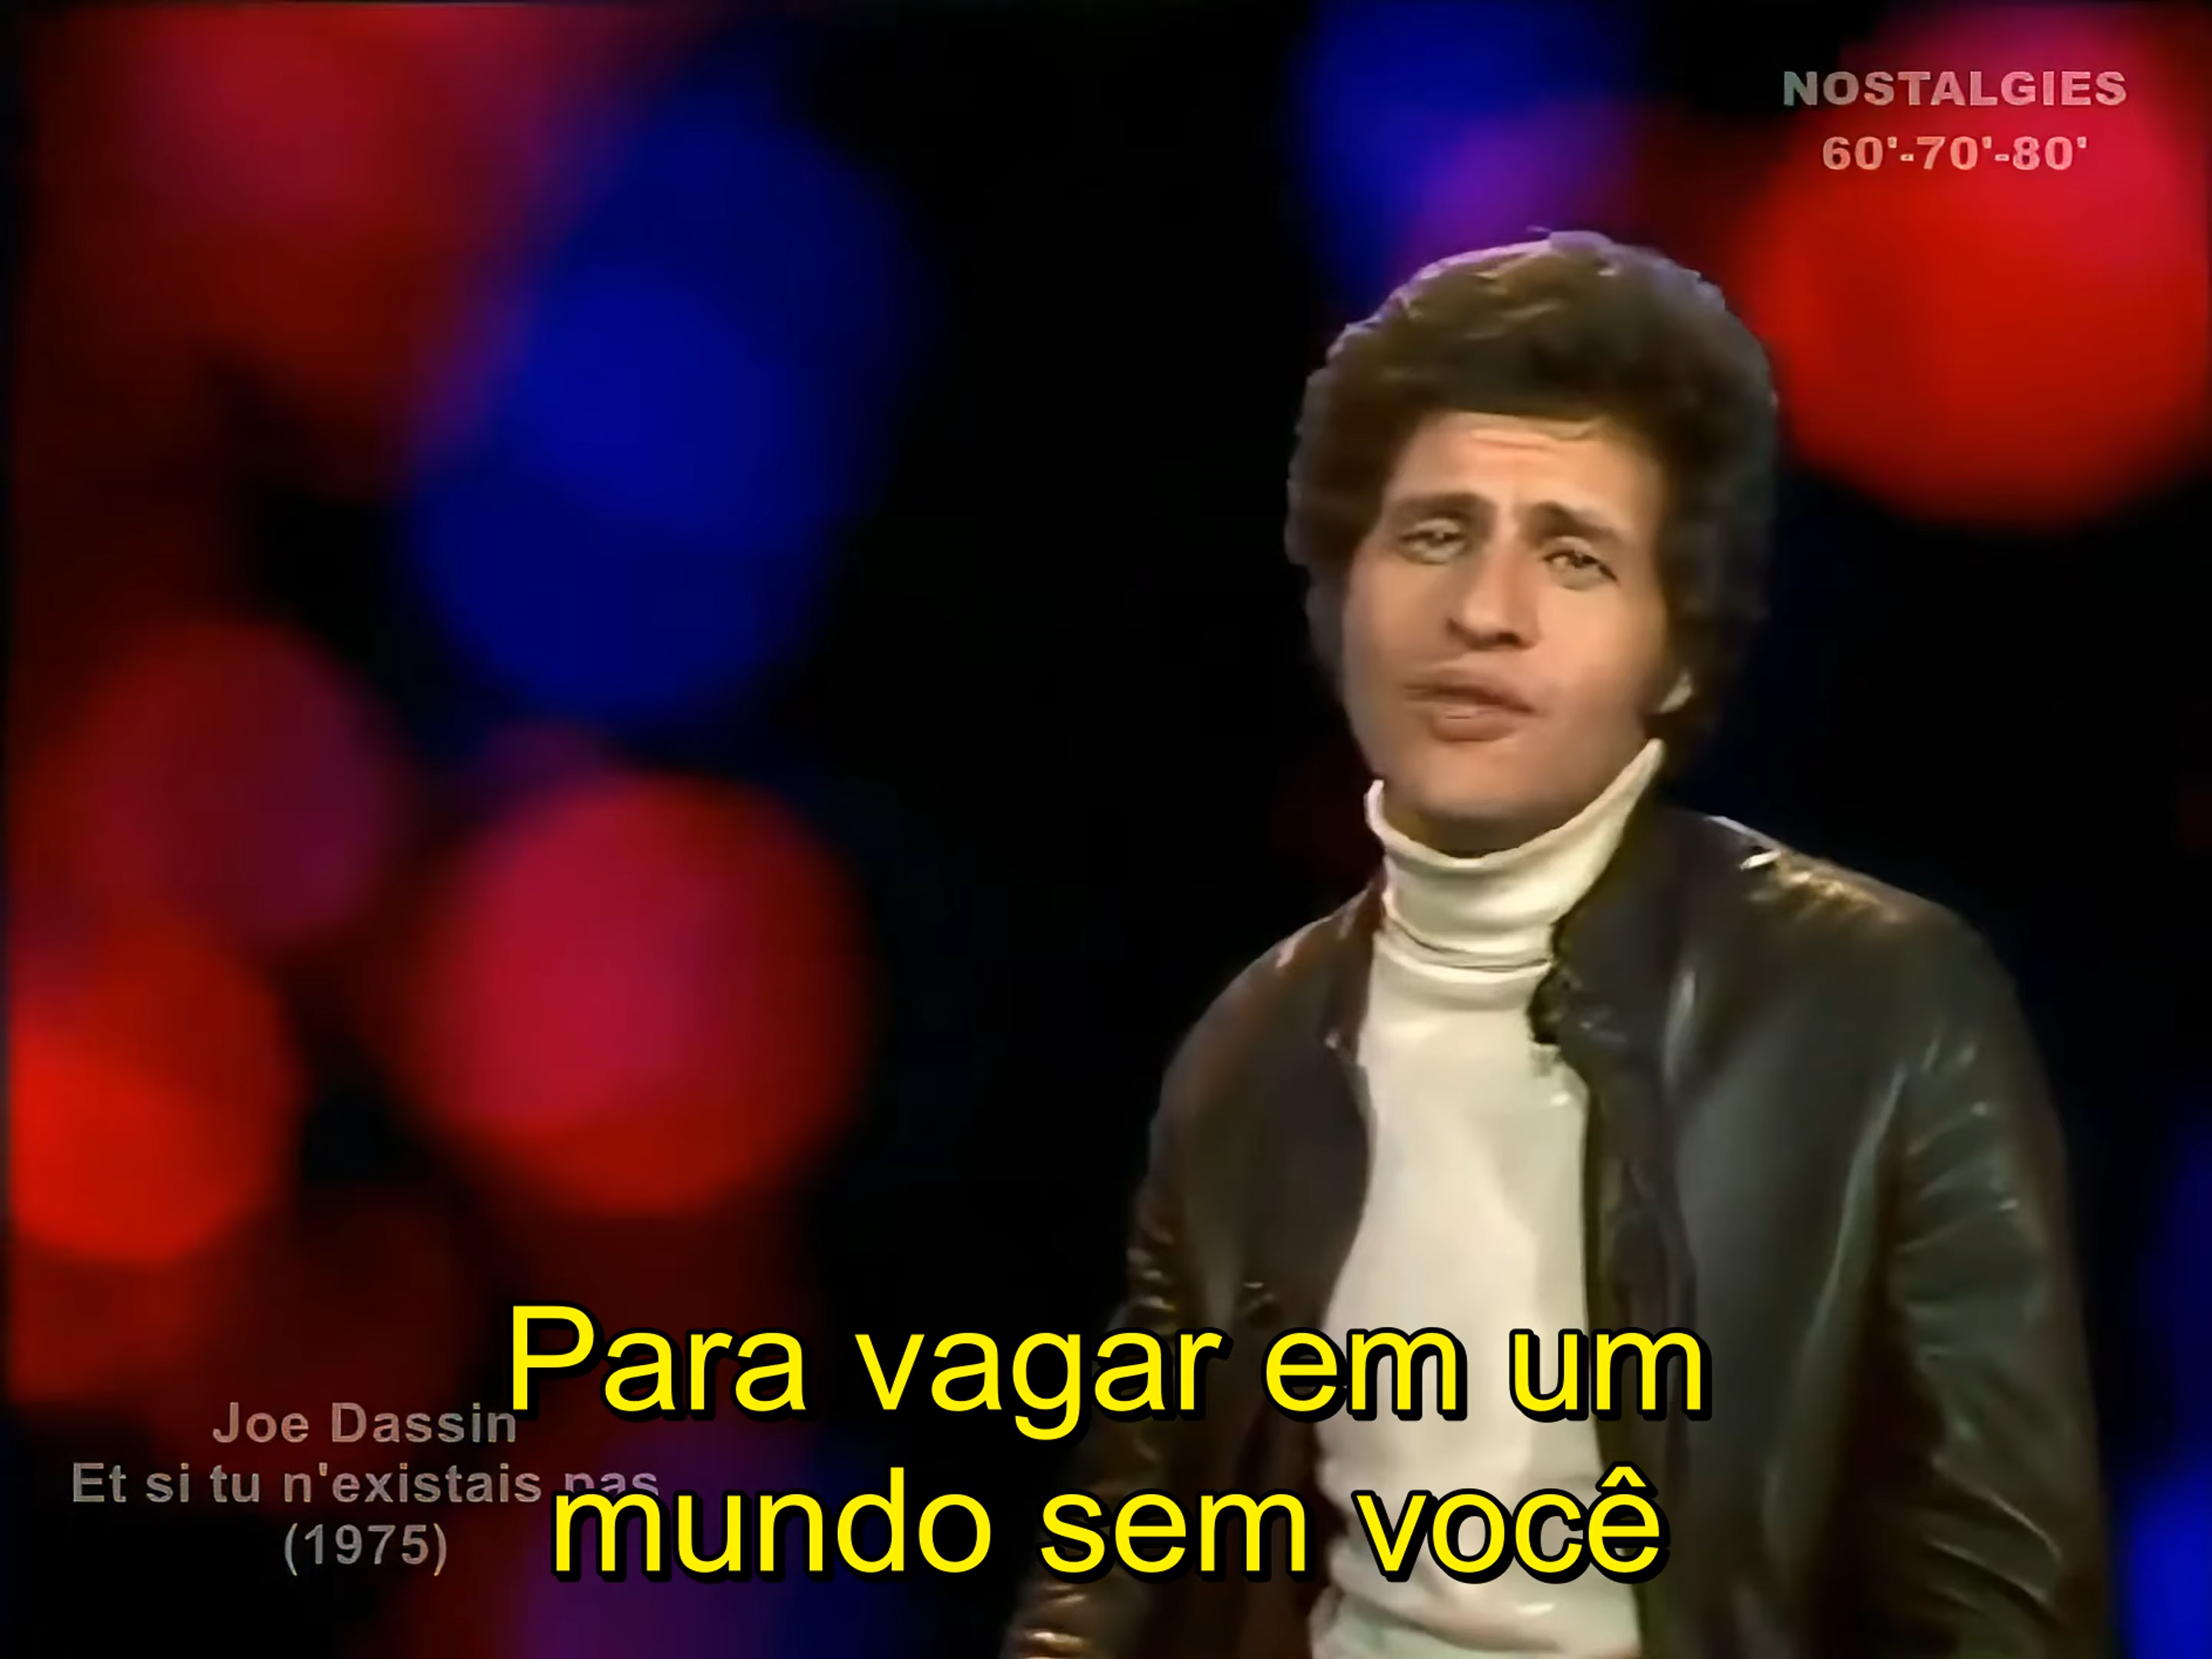 NOSTALGIES
60'-70'-80'
Joe Dassin
Et si tu n'existais pas
(1975)
Para vagar em um
mundo sem você